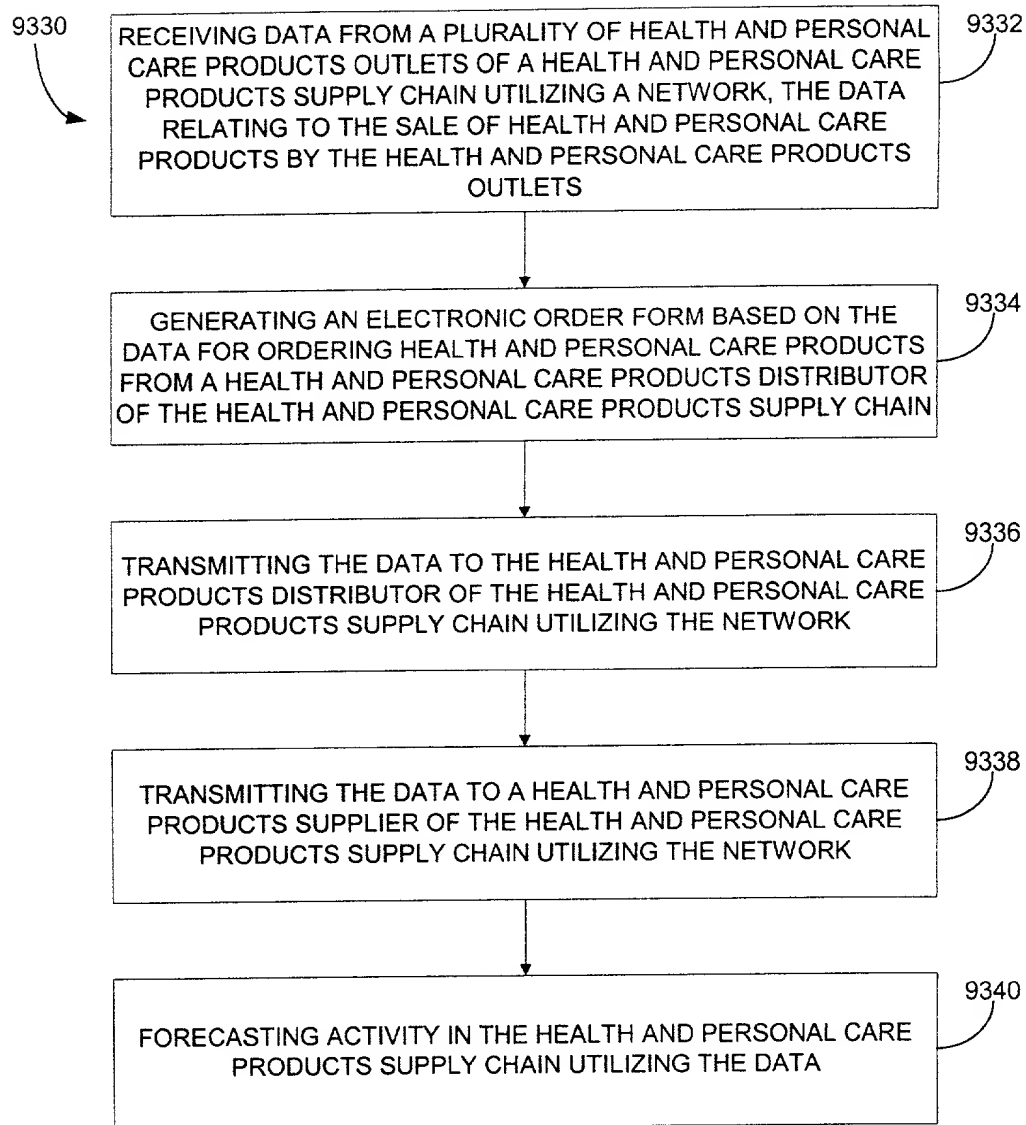 9330
RECEIVING DATA FROM A PLURALITY OF HEALTH AND PERSONAL
CARE PRODUCTS OUTLETS OF A HEALTH AND PERSONAL CARE
PRODUCTS SUPPLY CHAIN UTILIZING A NETWORK, THE DATA
RELATING TO THE SALE OF HEALTH AND PERSONAL CARE
PRODUCTS BY THE HEALTH AND PERSONAL CARE PRODUCTS
OUTLETS
9332
GENERATING AN ELECTRONIC ORDER FORM BASED ON THE
DATA FOR ORDERING HEALTH AND PERSONAL CARE PRODUCTS
FROM A HEALTH AND PERSONAL CARE PRODUCTS DISTRIBUTOR
OF THE HEALTH AND PERSONAL CARE PRODUCTS SUPPLY CHAIN
9334
TRANSMITTING THE DATA TO THE HEALTH AND PERSONAL CARE
PRODUCTS DISTRIBUTOR OF THE HEALTH AND PERSONAL CARE
PRODUCTS SUPPLY CHAIN UTILIZING THE NETWORK
9336
TRANSMITTING THE DATA TO A HEALTH AND PERSONAL CARE
PRODUCTS SUPPLIER OF THE HEALTH AND PERSONAL CARE
PRODUCTS SUPPLY CHAIN UTILIZING THE NETWORK
9338
FORECASTING ACTIVITY IN THE HEALTH AND PERSONAL CARE
PRODUCTS SUPPLY CHAIN UTILIZING THE DATA
9340